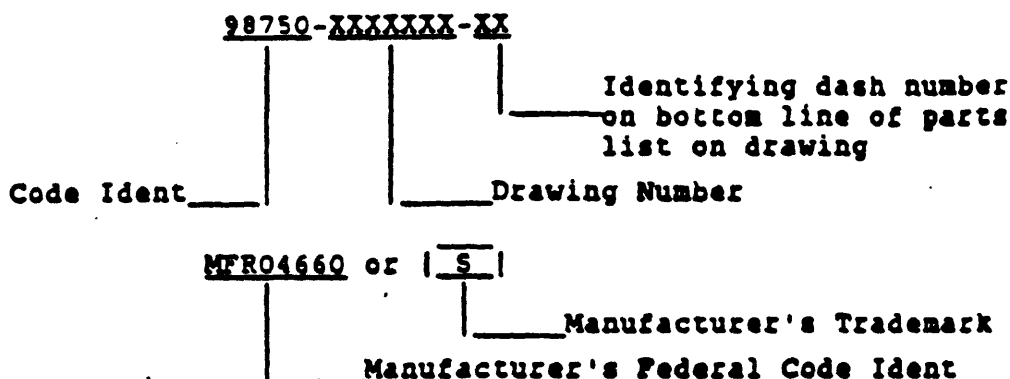 98750-XXXXXXX-XX
Identifying dash number
on bottom line of parts
list on drawing
Code Ident
Drawing Number
MFR04660 or | S |
Manufacturer's Trademark
Manufacturer's Federal Code Ident